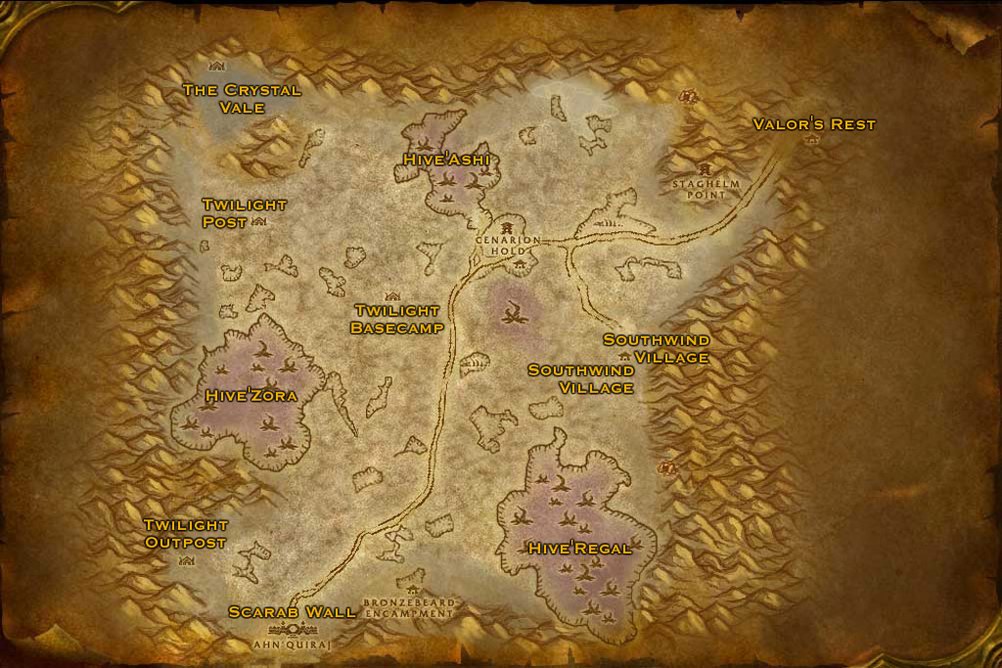 THE CRYSTAL
VALE
VALOR'S REST
HIVE'ASHI
STAGHELM
POINT
TWILIGHT
POST
CENARION
HOLD
TWILIGHT
BASECAMP
SOUTHWIND
VILLAGE
SOUTHWIND
VILLAGE
HIVE'ZORA
TWILIGHT
OUTPOST
HIVE'REGAL
SCARAB WALL
BRONZEBEARD
ENCAMPMENT
AHN'QUIRAJ